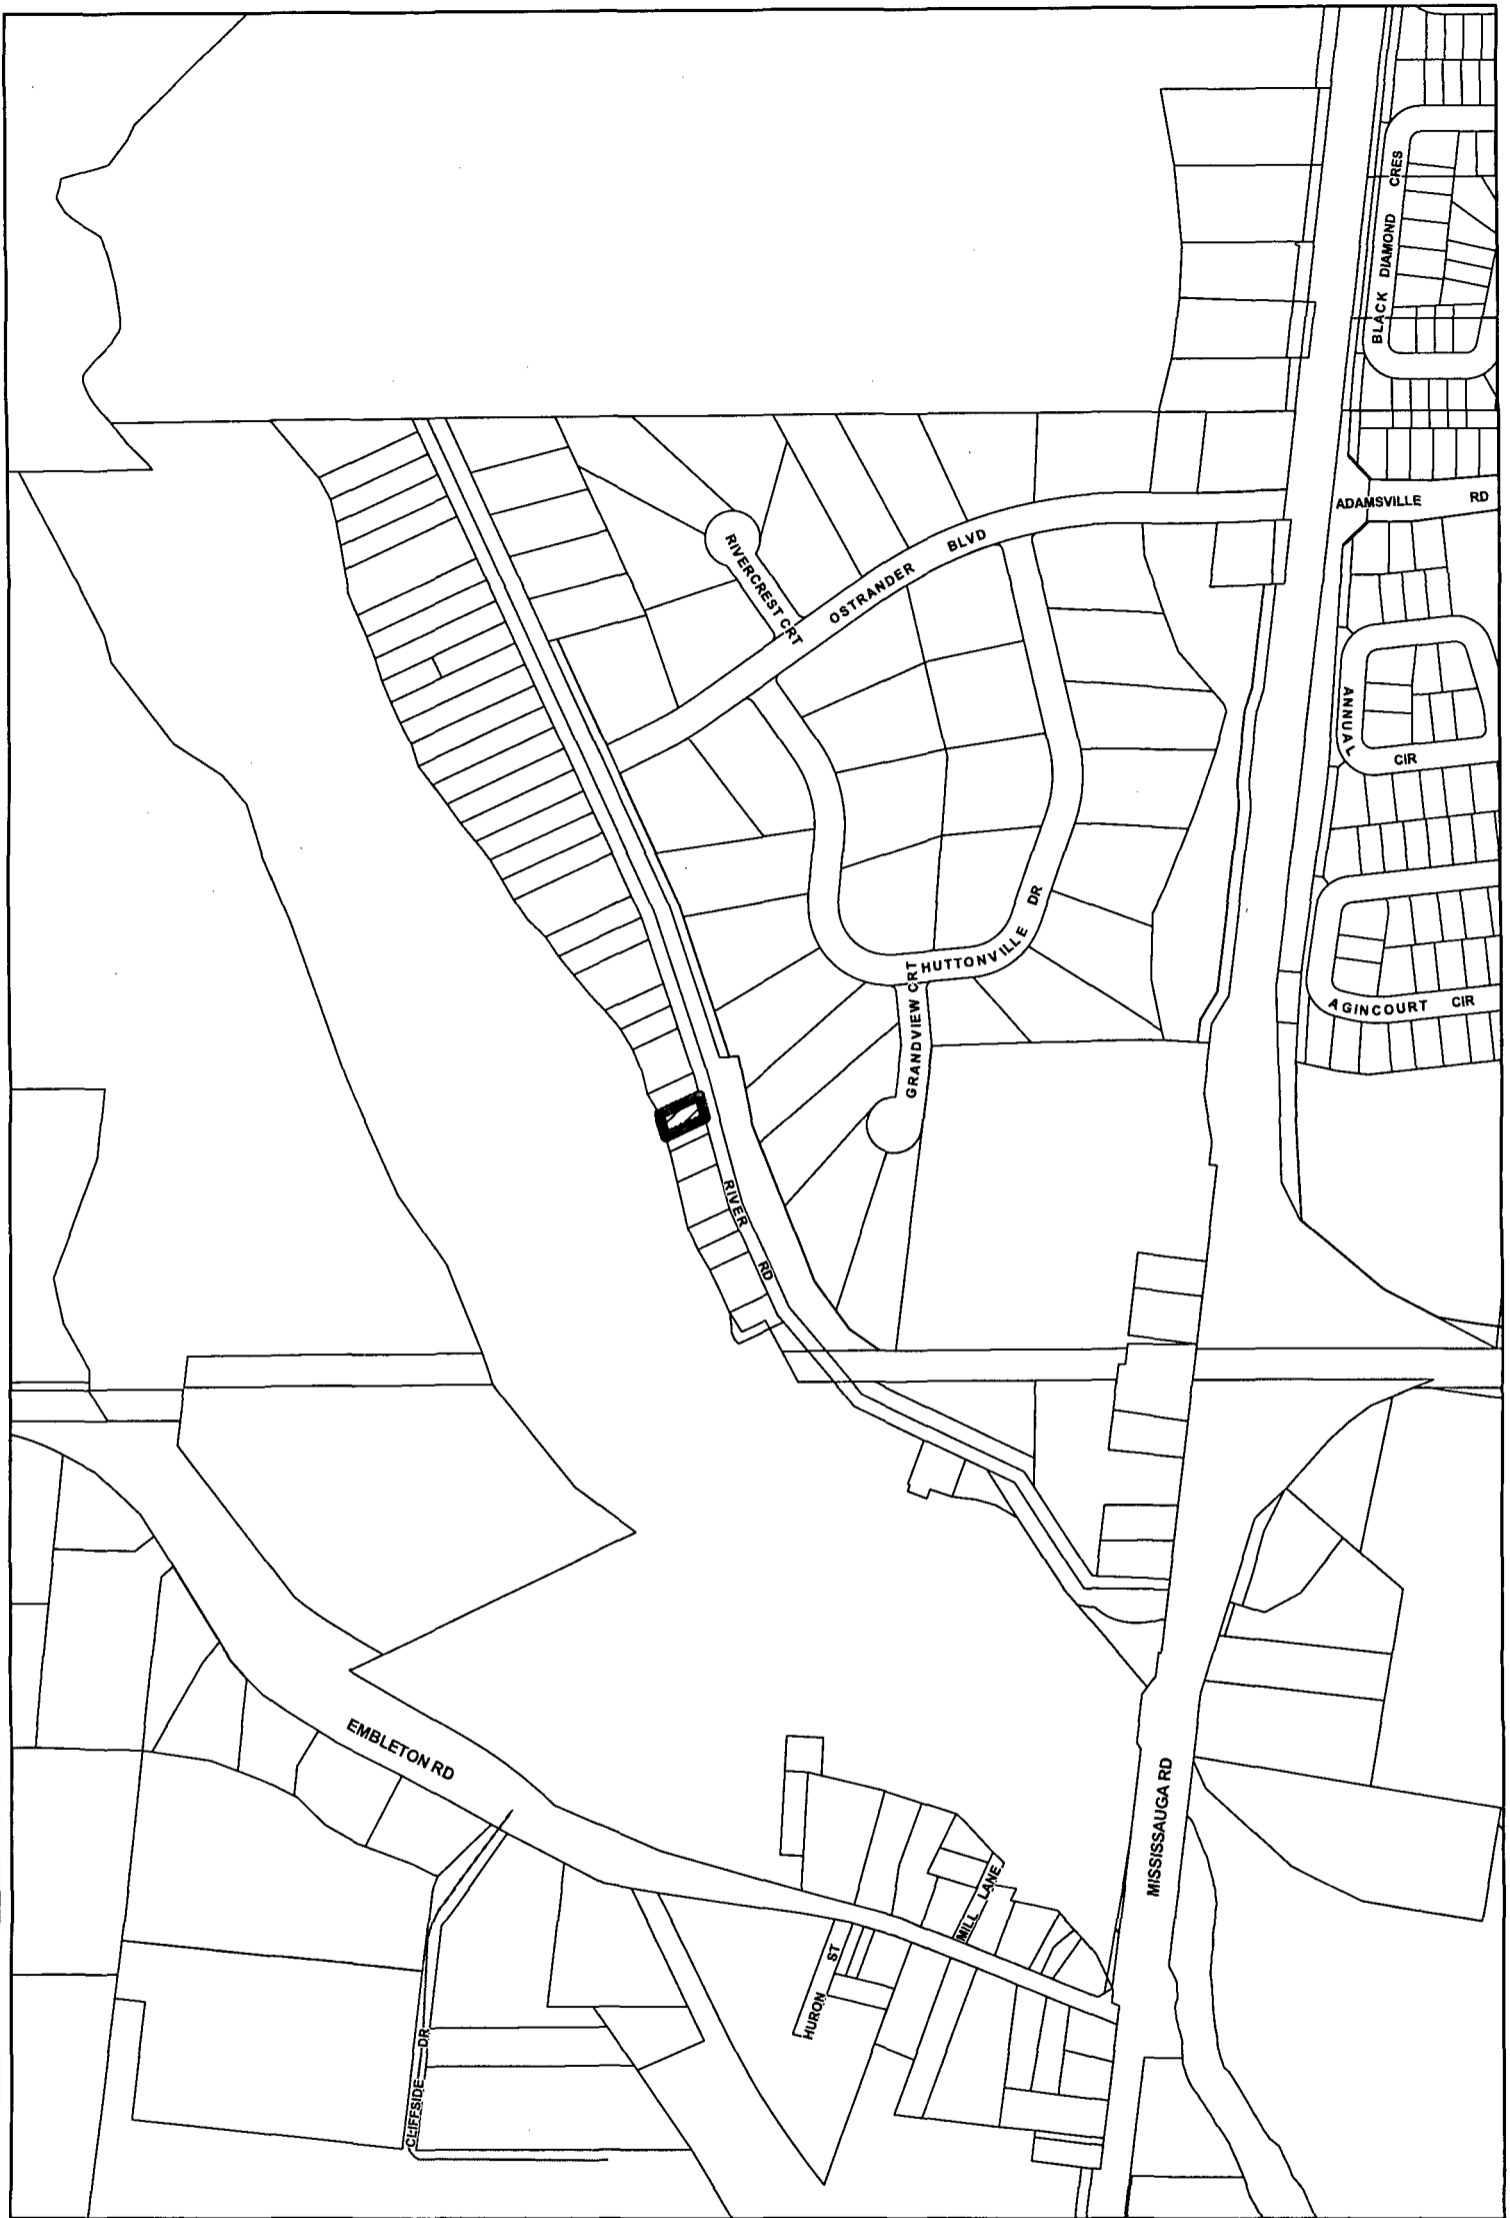 BLACK DIAMOND CRES
ADAMSVILLE RD
RIVERCREST CRT
OSTRANDER BLVD
ANNUAL CIR
HUTTONVILLE DR
GRANDVIEW CRT
AGINCOURT CIR
RIVER RD
EMBLETON RD
MISSISSAUGA RD
MILL LANE
HURON ST
CLIFFSIDE DR